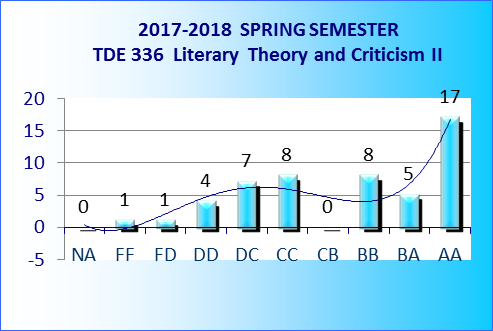 2017-2018 SPRING SEMESTER
TDE 336 Literary Theory and Criticism II
20
15
10
5
0
-5
0 1 1 4 7 8 0 8 5 17
NA FF FD DD DC CC CB BB BA AA